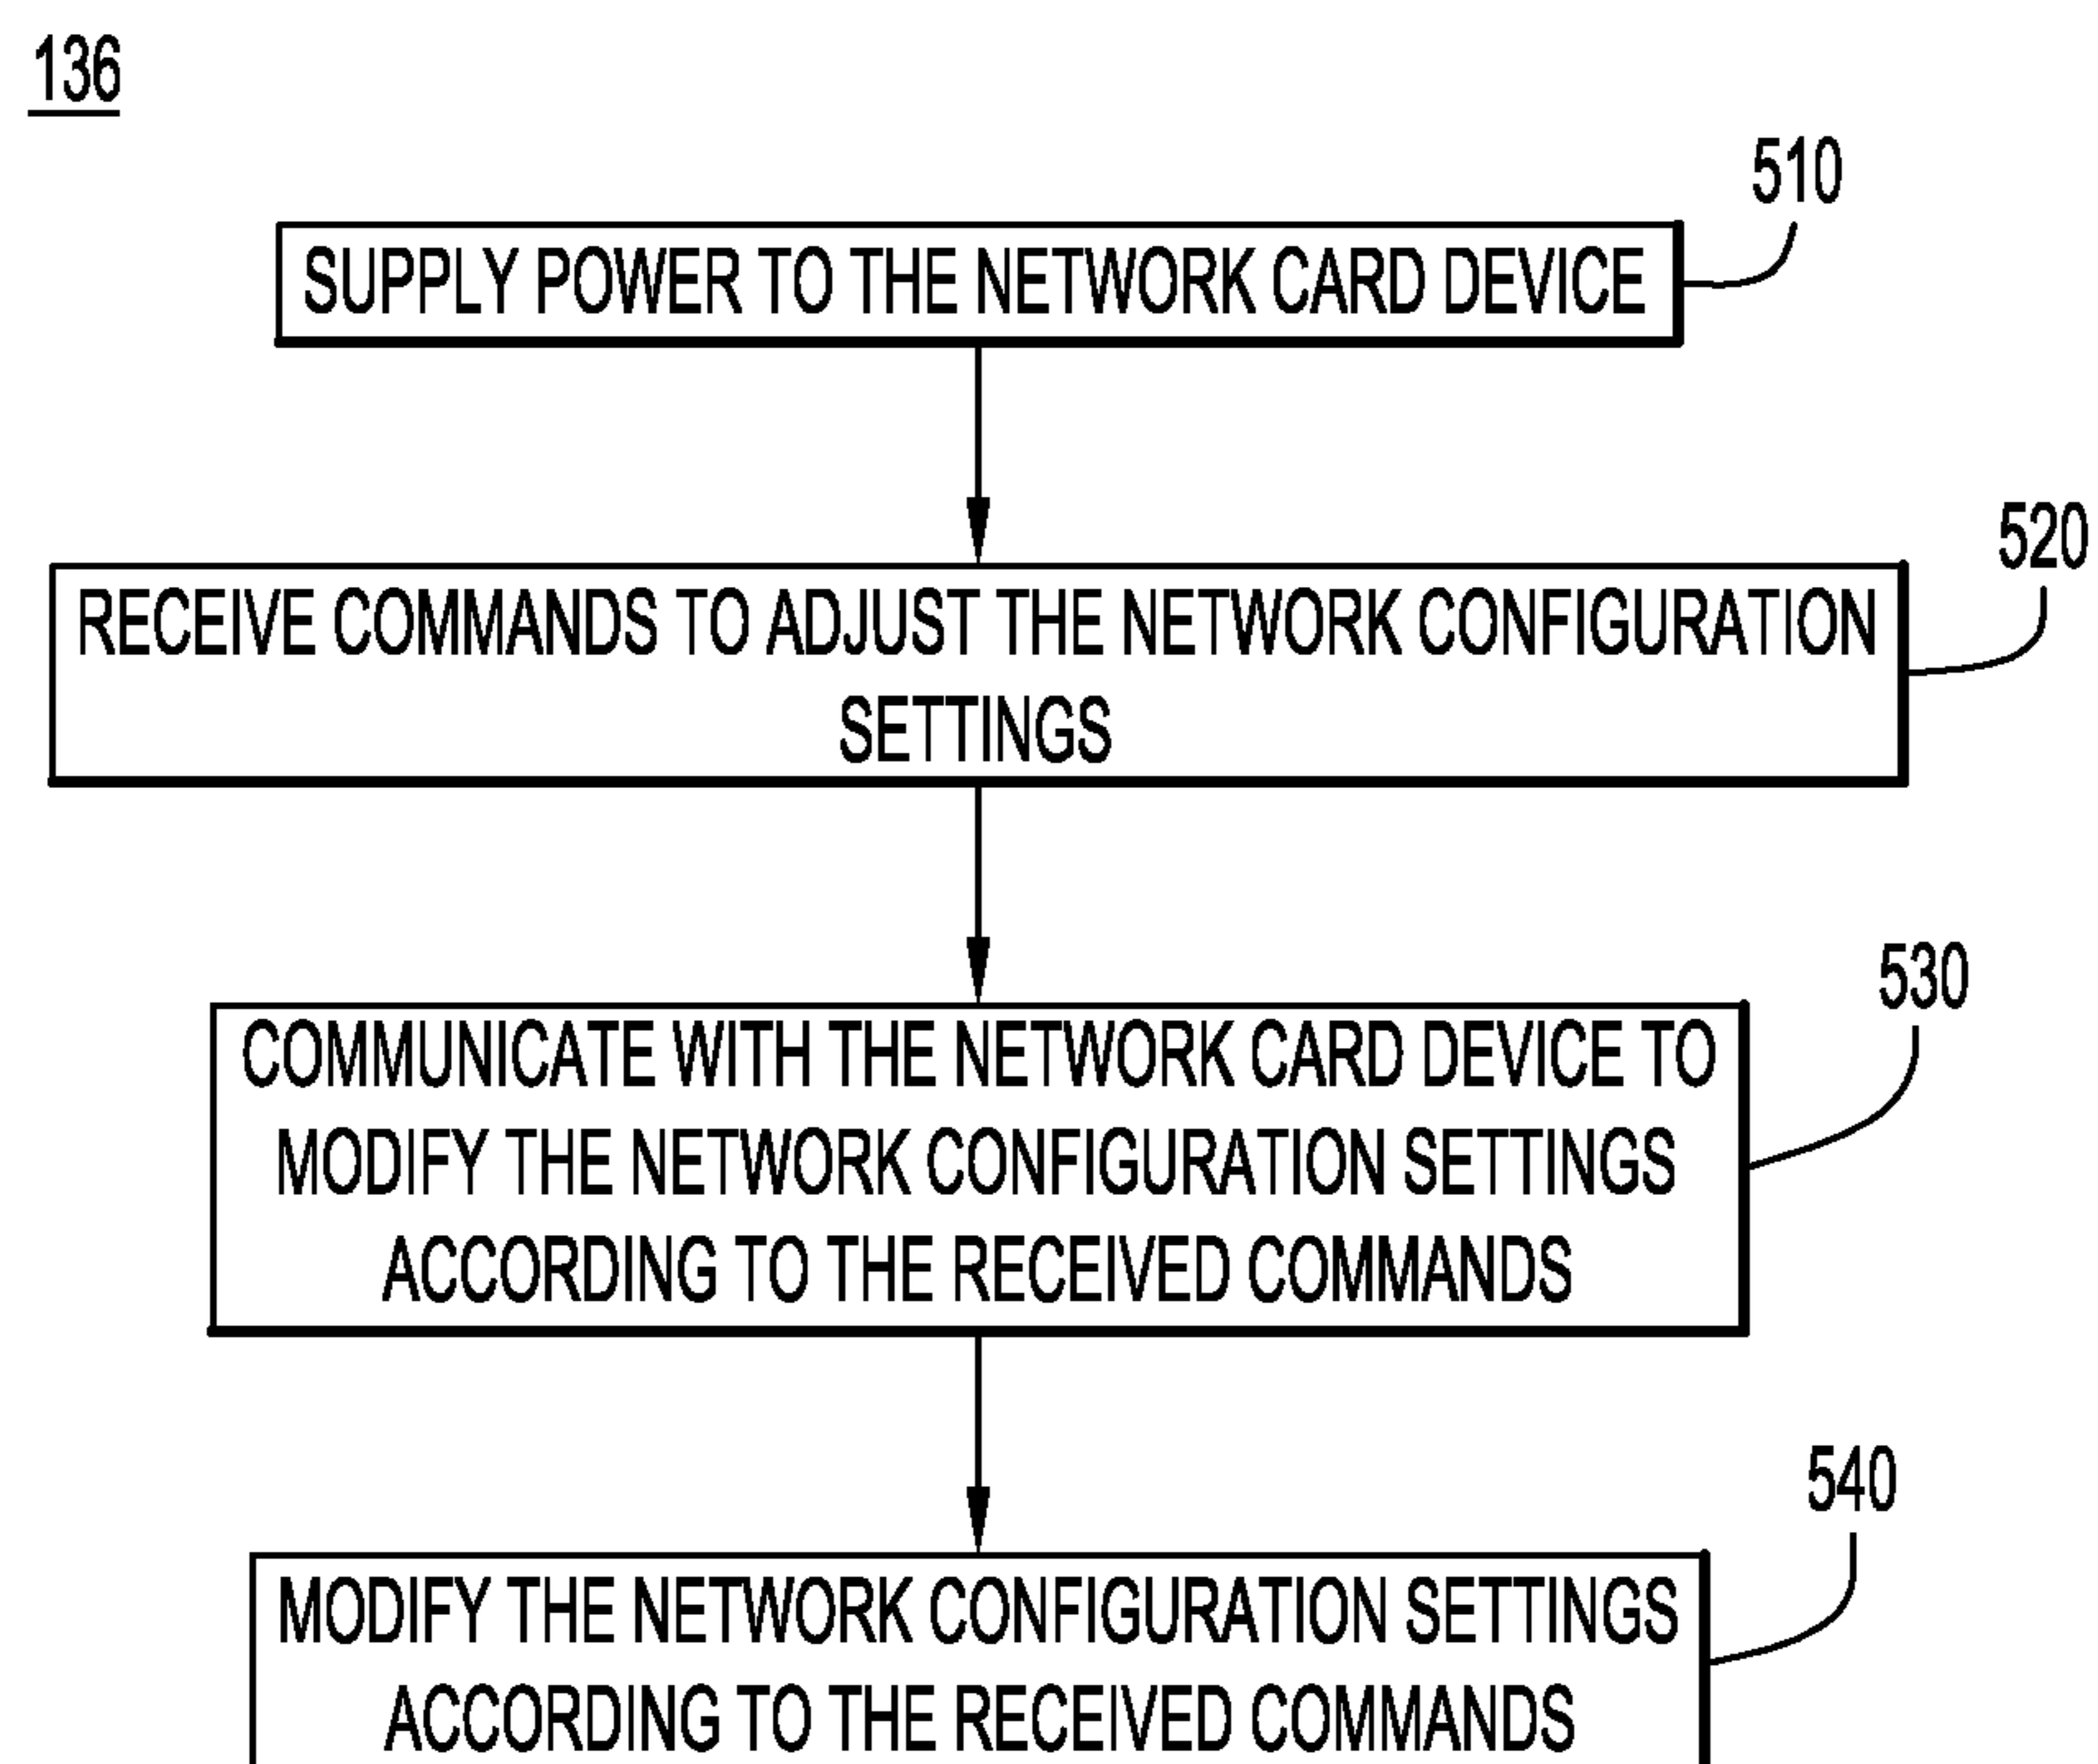 136
510
SUPPLY POWER TO THE NETWORK CARD DEVICE
520
RECEIVE COMMANDS TO ADJUST THE NETWORK CONFIGURATION
SETTINGS
530
COMMUNICATE WITH THE NETWORK CARD DEVICE TO
MODIFY THE NETWORK CONFIGURATION SETTINGS
ACCORDING TO THE RECEIVED COMMANDS
540
MODIFY THE NETWORK CONFIGURATION SETTINGS
ACCORDING TO THE RECEIVED COMMANDS